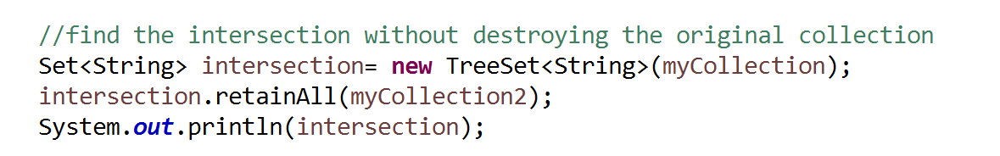 //find the intersection without destroying the original collection
Set<String> intersection= new TreeSet<String>(myCollection);
intersection.retainAll(myCollection2);
System.out.println(intersection);